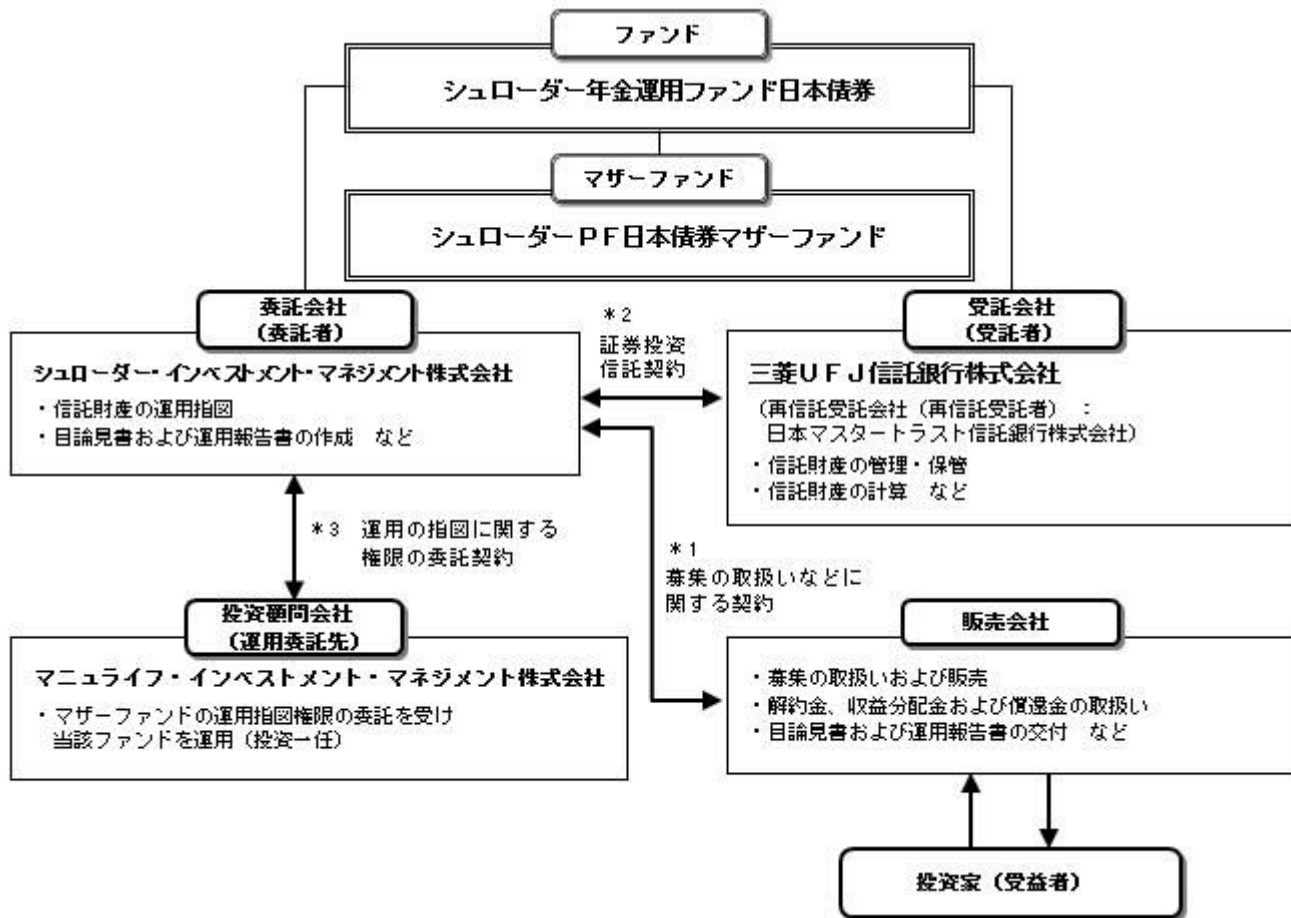 ファンド
シュローダー年金運用ファンド日本債券
マザーファンド
シュローダーPF日本債券マザーファンド
委託会社
(委託者)
シュローダー・インベストメント・マネジメント株式会社
・信託財産の運用指図
・目論見書および運用報告書の作成　など
*2
証券投資
信託契約
受託会社
(受託者)
三菱UFJ信託銀行株式会社
(再信託受託会社(再信託受託者)：
日本マスタートラスト信託銀行株式会社)
・信託財産の管理・保管
・信託財産の計算　など
*3　運用の指図に関する
権限の委託契約
*1
募集の取扱いなどに
関する契約
投資顧問会社
(運用委託先)
マニュライフ・インベストメント・マネジメント株式会社
・マザーファンドの運用指図権限の委託を受け
当該ファンドを運用(投資一任)
販売会社
・募集の取扱いおよび販売
・解約金、収益分配金および償還金の取扱い
・目論見書および運用報告書の交付　など
投資家(受益者)